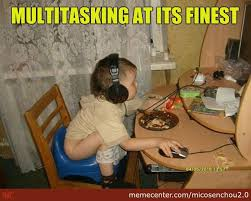 MULTITASKING AT ITS FINEST
memecenter.com/micosenchou2.0